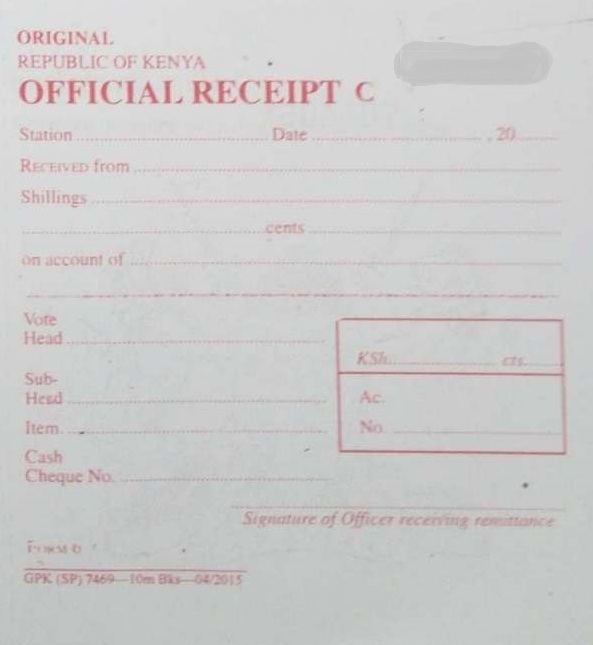 ORIGINAL
REPUBLIC OF KENYA
OFFICIAL RECEIPT C
Station ........ Date ........ , 20 ........
RECEIVED from ........
Shillings ........
........ cents ........
on account of ........
Vote
Head ........
KSh. ........ cts. ........
Sub-
Head ........
Ac.
Item ........
No. ........
Cash
Cheque No. ........
Signature of Officer receiving remittance
FORM 6
GPK (SP) 7469—10m Bks—04/2015